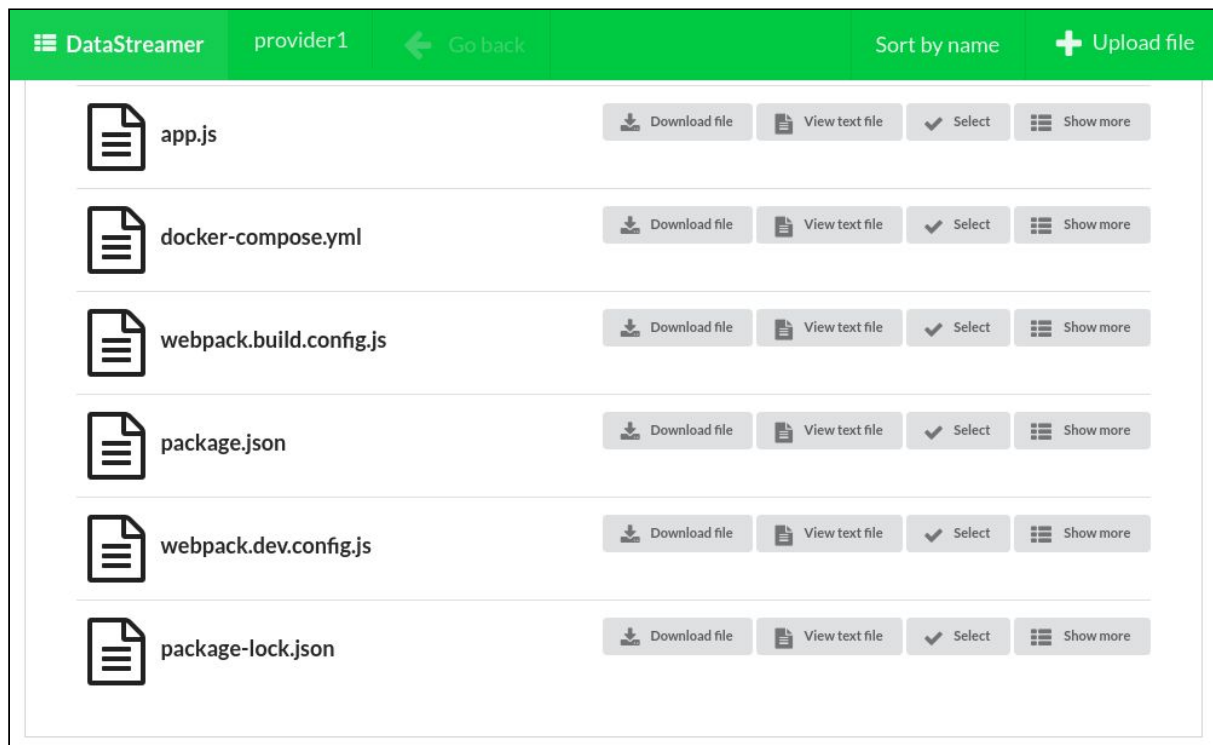 DataStreamer provider1 Go back Sort by name Upload file
app.js Download file View text file Select Show more
docker-compose.yml Download file View text file Select Show more
webpack.build.config.js Download file View text file Select Show more
package.json Download file View text file Select Show more
webpack.dev.config.js Download file View text file Select Show more
package-lock.json Download file View text file Select Show more